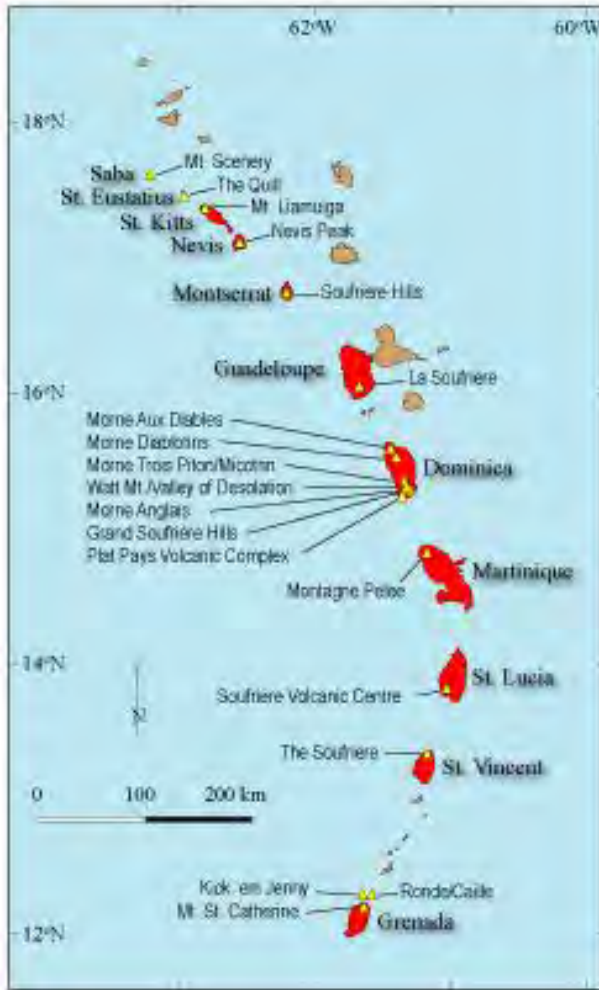 62°W 60°W
18°N
Saba Mt. Scenery
St. Eustatius The Quill
St. Kitts Mt. Liamuiga
Nevis Nevis Peak
Montserrat Soufriere Hills
Guadeloupe
La Soufriere
16°N
Morne Aux Diables
Morne Diablotins
Morne Trois Piton/Micotrin
Dominica
Watt Mt./Valley of Desolation
Morne Anglais
Grand Soufriere Hills
Plat Pays Volcanic Complex
Martinique
Montagne Pelee
14°N
St. Lucia
Soufriere Volcanic Centre
N
The Soufriere
St. Vincent
0 100 200 km
Kick em Jenny Ronde/Caille
Mt. St. Catherine
Grenada
12°N